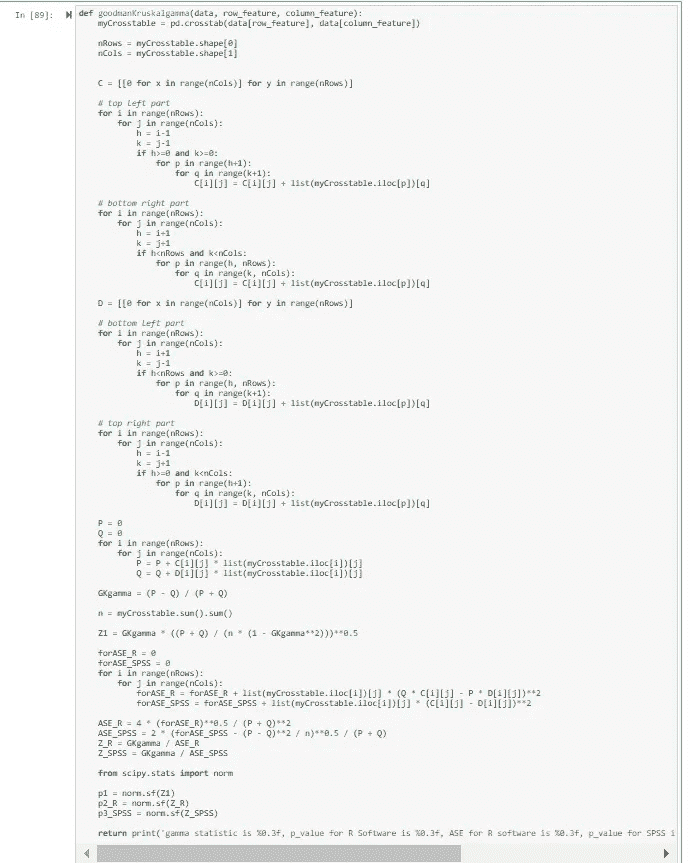 In [89]:
def goodmanKruskalgamma(data, row_feature, column_feature):
    myCrosstable = pd.crosstab(data[row_feature], data[column_feature])

    nRows = myCrosstable.shape[0]
    nCols = myCrosstable.shape[1]

    C = [[0 for x in range(nCols)] for y in range(nRows)]

    # top left part
    for i in range(nRows):
        for j in range(nCols):
            h = i-1
            k = j-1
            if h>=0 and k>=0:
                for p in range(h+1):
                    for q in range(k+1):
                        C[i][j] = C[i][j] + list(myCrosstable.iloc[p])[q]

    # bottom right part
    for i in range(nRows):
        for j in range(nCols):
            h = i+1
            k = j+1
            if h<nRows and k<nCols:
                for p in range(h, nRows):
                    for q in range(k, nCols):
                        C[i][j] = C[i][j] + list(myCrosstable.iloc[p])[q]

    D = [[0 for x in range(nCols)] for y in range(nRows)]

    # bottom left part
    for i in range(nRows):
        for j in range(nCols):
            h = i+1
            k = j-1
            if h<nRows and k>=0:
                for p in range(h, nRows):
                    for q in range(k+1):
                        D[i][j] = D[i][j] + list(myCrosstable.iloc[p])[q]

    # top right part
    for i in range(nRows):
        for j in range(nCols):
            h = i-1
            k = j+1
            if h>=0 and k<nCols:
                for p in range(h+1):
                    for q in range(k, nCols):
                        D[i][j] = D[i][j] + list(myCrosstable.iloc[p])[q]

    P = 0
    Q = 0
    for i in range(nRows):
        for j in range(nCols):
            P = P + C[i][j] * list(myCrosstable.iloc[i])[j]
            Q = Q + D[i][j] * list(myCrosstable.iloc[i])[j]

    GKgamma = (P - Q) / (P + Q)

    n = myCrosstable.sum().sum()

    Z1 = GKgamma * ((P + Q) / (n * (1 - GKgamma**2)))**0.5

    forASE_R = 0
    forASE_SPSS = 0
    for i in range(nRows):
        for j in range(nCols):
            forASE_R = forASE_R + list(myCrosstable.iloc[i])[j] * (Q * C[i][j] - P * D[i][j])**2
            forASE_SPSS = forASE_SPSS + list(myCrosstable.iloc[i])[j] * (C[i][j] - D[i][j])**2

    ASE_R = 4 * (forASE_R)**0.5 / (P + Q)**2
    ASE_SPSS = 2 * (forASE_SPSS - (P - Q)**2 / n)**0.5 / (P + Q)
    Z_R = GKgamma / ASE_R
    Z_SPSS = GKgamma / ASE_SPSS

    from scipy.stats import norm

    p1 = norm.sf(Z1)
    p2_R = norm.sf(Z_R)
    p3_SPSS = norm.sf(Z_SPSS)

    return print('gamma statistic is %0.3f, p_value for R Software is %0.3f, ASE for R software is %0.3f, p_value for SPSS i